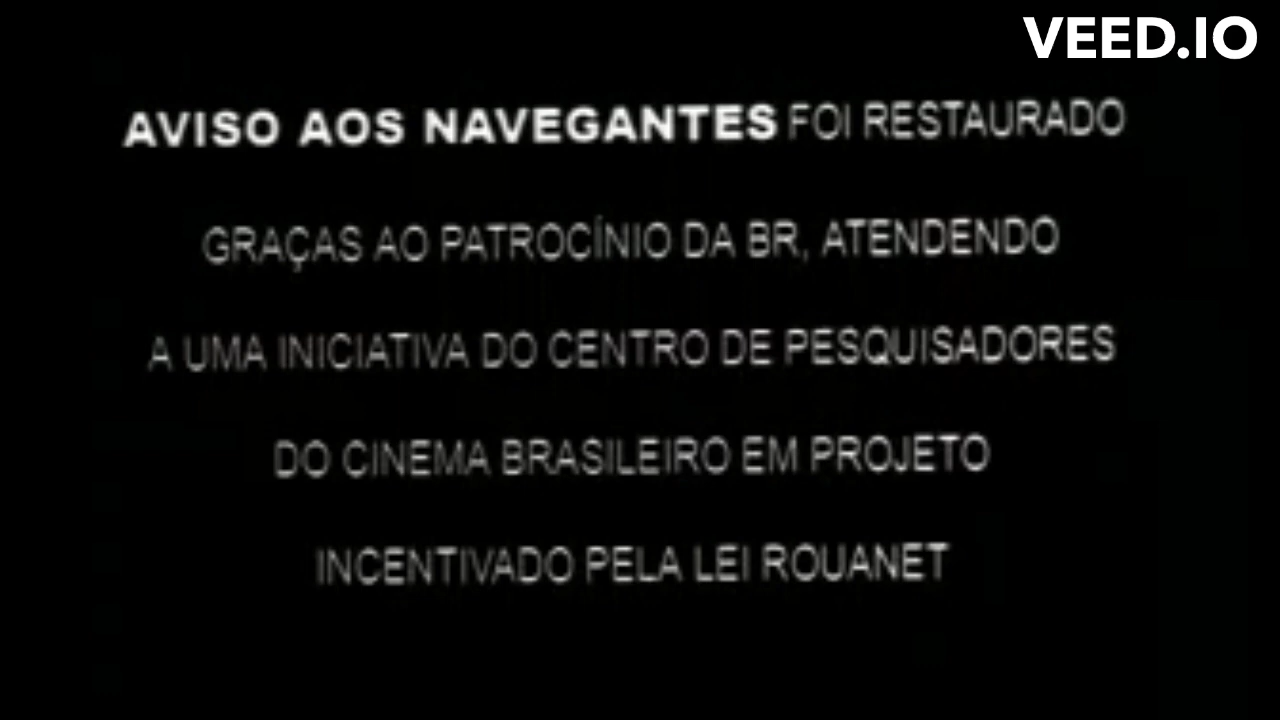 VEED.IO
AVISO AOS NAVEGANTES FOI RESTAURADO
GRAÇAS AO PATROCÍNIO DA BR, ATENDENDO
A UMA INICIATIVA DO CENTRO DE PESQUISADORES
DO CINEMA BRASILEIRO EM PROJETO
INCENTIVADO PELA LEI ROUANET